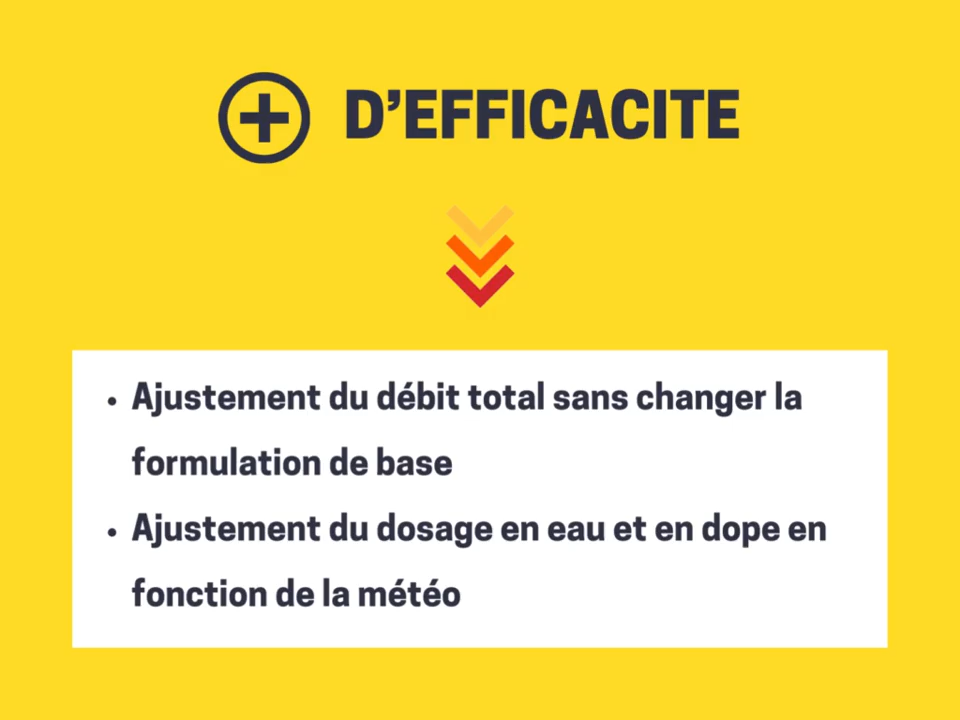 + D’EFFICACITE
• Ajustement du débit total sans changer la
formulation de base
• Ajustement du dosage en eau et en dope en
fonction de la météo